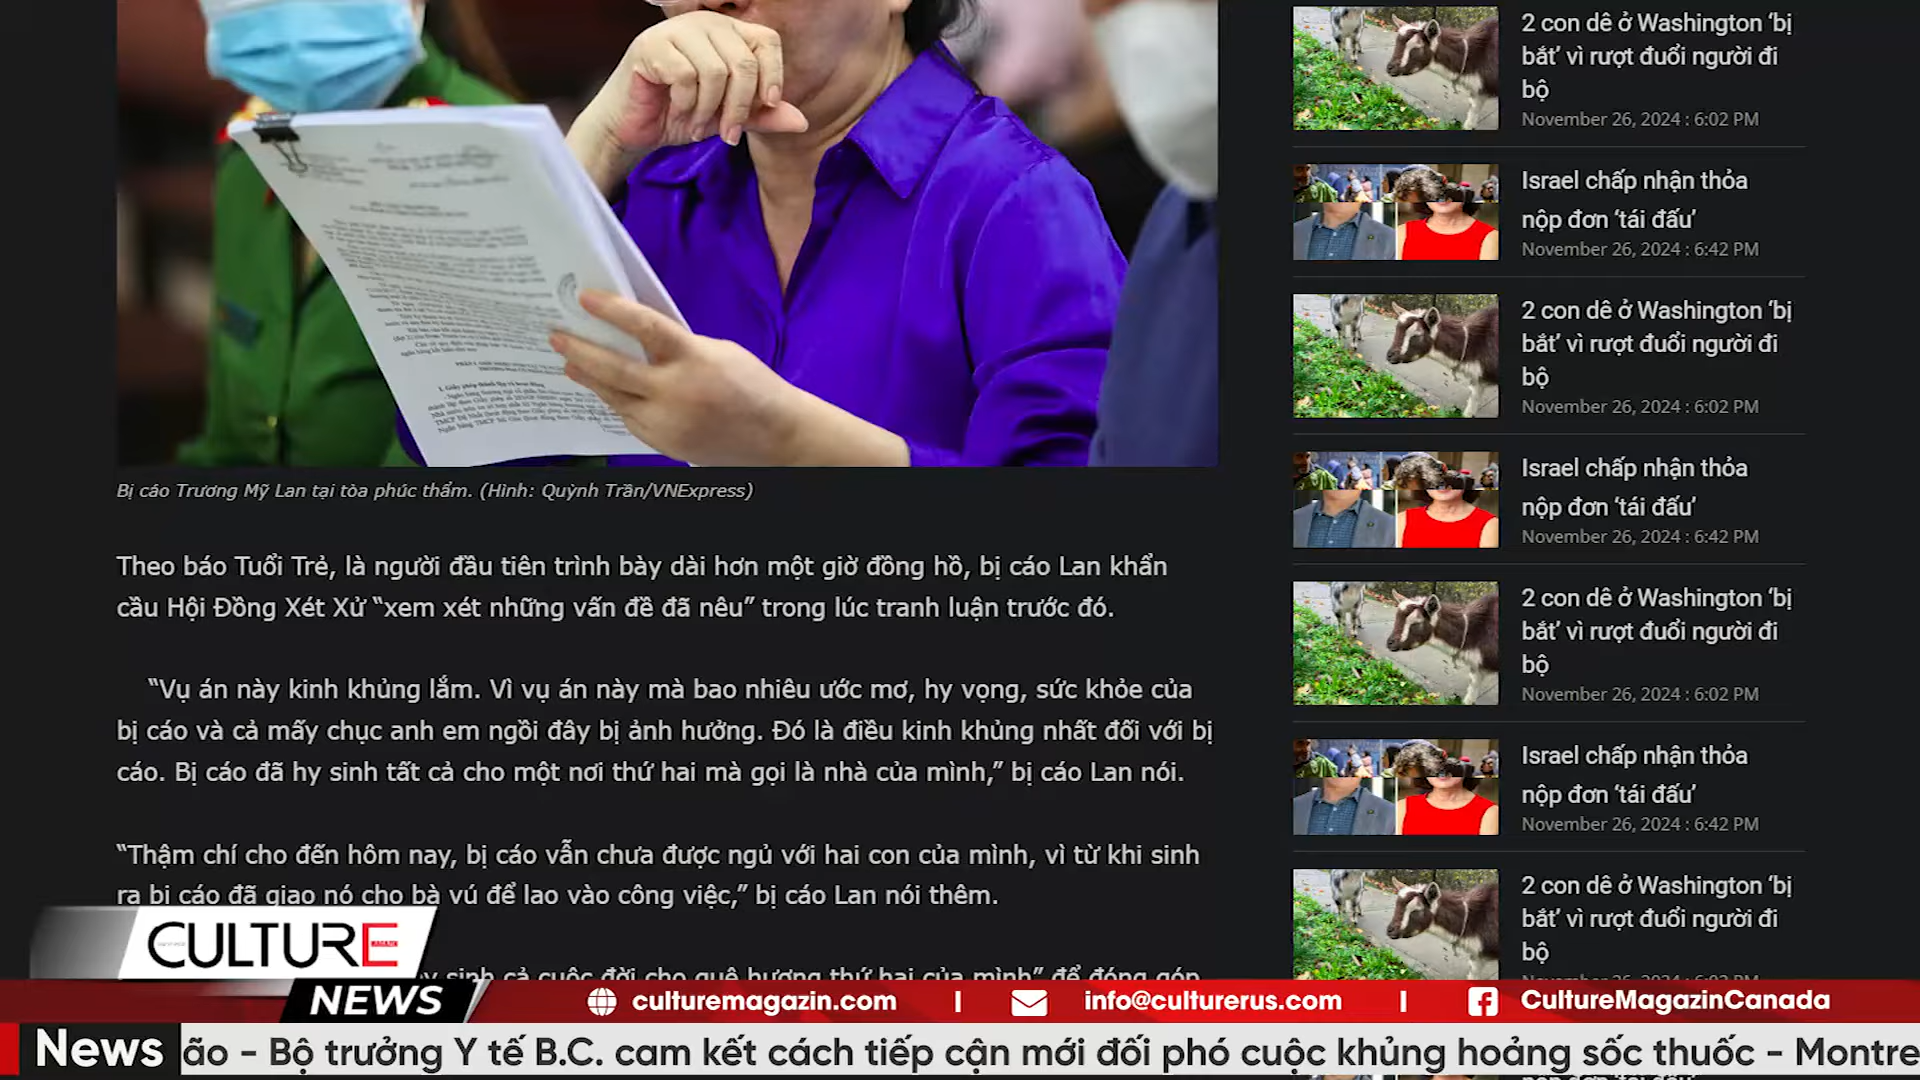 Bị cáo Trương Mỹ Lan tại tòa phúc thẩm. (Hình: Quỳnh Trần/VNExpress)
Theo báo Tuổi Trẻ, là người đầu tiên trình bày dài hơn một giờ đồng hồ, bị cáo Lan khẩn
cầu Hội Đồng Xét Xử “xem xét những vấn đề đã nêu” trong lúc tranh luận trước đó.
“Vụ án này kinh khủng lắm. Vì vụ án này mà bao nhiêu ước mơ, hy vọng, sức khỏe của
bị cáo và cả mấy chục anh em ngồi đây bị ảnh hưởng. Đó là điều kinh khủng nhất đối với bị
cáo. Bị cáo đã hy sinh tất cả cho một nơi thứ hai mà gọi là nhà của mình,” bị cáo Lan nói.
“Thậm chí cho đến hôm nay, bị cáo vẫn chưa được ngủ với hai con của mình, vì từ khi sinh
ra bị cáo đã giao nó cho bà vú để lao vào công việc,” bị cáo Lan nói thêm.
sinh cả cuộc đời cho quê hương thứ hai của mình” để đóng góp
2 con dê ở Washington ‘bị
bắt’ vì rượt đuổi người đi
bộ
November 26, 2024 : 6:02 PM
Israel chấp nhận thỏa
nộp đơn ‘tái đấu’
November 26, 2024 : 6:42 PM
2 con dê ở Washington ‘bị
bắt’ vì rượt đuổi người đi
bộ
November 26, 2024 : 6:02 PM
Israel chấp nhận thỏa
nộp đơn ‘tái đấu’
November 26, 2024 : 6:42 PM
2 con dê ở Washington ‘bị
bắt’ vì rượt đuổi người đi
bộ
November 26, 2024 : 6:02 PM
Israel chấp nhận thỏa
nộp đơn ‘tái đấu’
November 26, 2024 : 6:42 PM
2 con dê ở Washington ‘bị
bắt’ vì rượt đuổi người đi
bộ
CULTURE
NEWS
culturemagazin.com | info@culturerus.com | CultureMagazinCanada
News ão - Bộ trưởng Y tế B.C. cam kết cách tiếp cận mới đối phó cuộc khủng hoảng sốc thuốc - Montre